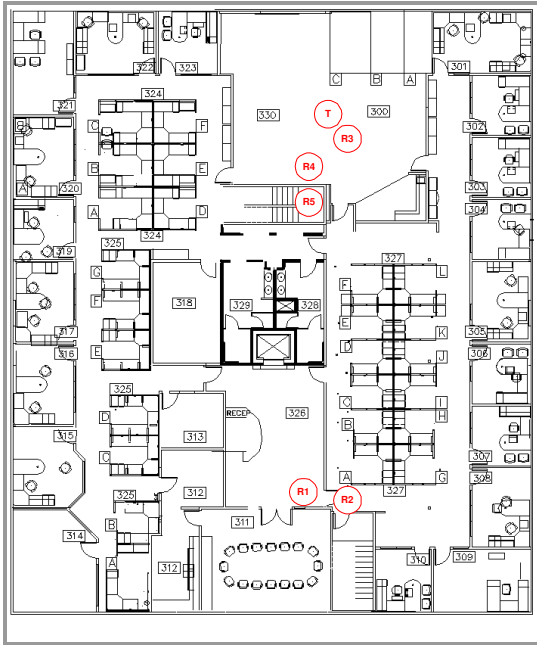 322
323
301
321
324
C B A
330
300
T
R3
302
C
F
B
R4
B
E
303
A
320
R5
304
A
D
324
319
325
327
G
L
318
F
329
328
F
317
E
305
K
316
D
306
E
J
325
326
C
I
D
RECEP
H
313
B
315
C
307
A
G
308
312
R1
R2
327
325
311
B
314
A
312
310
309